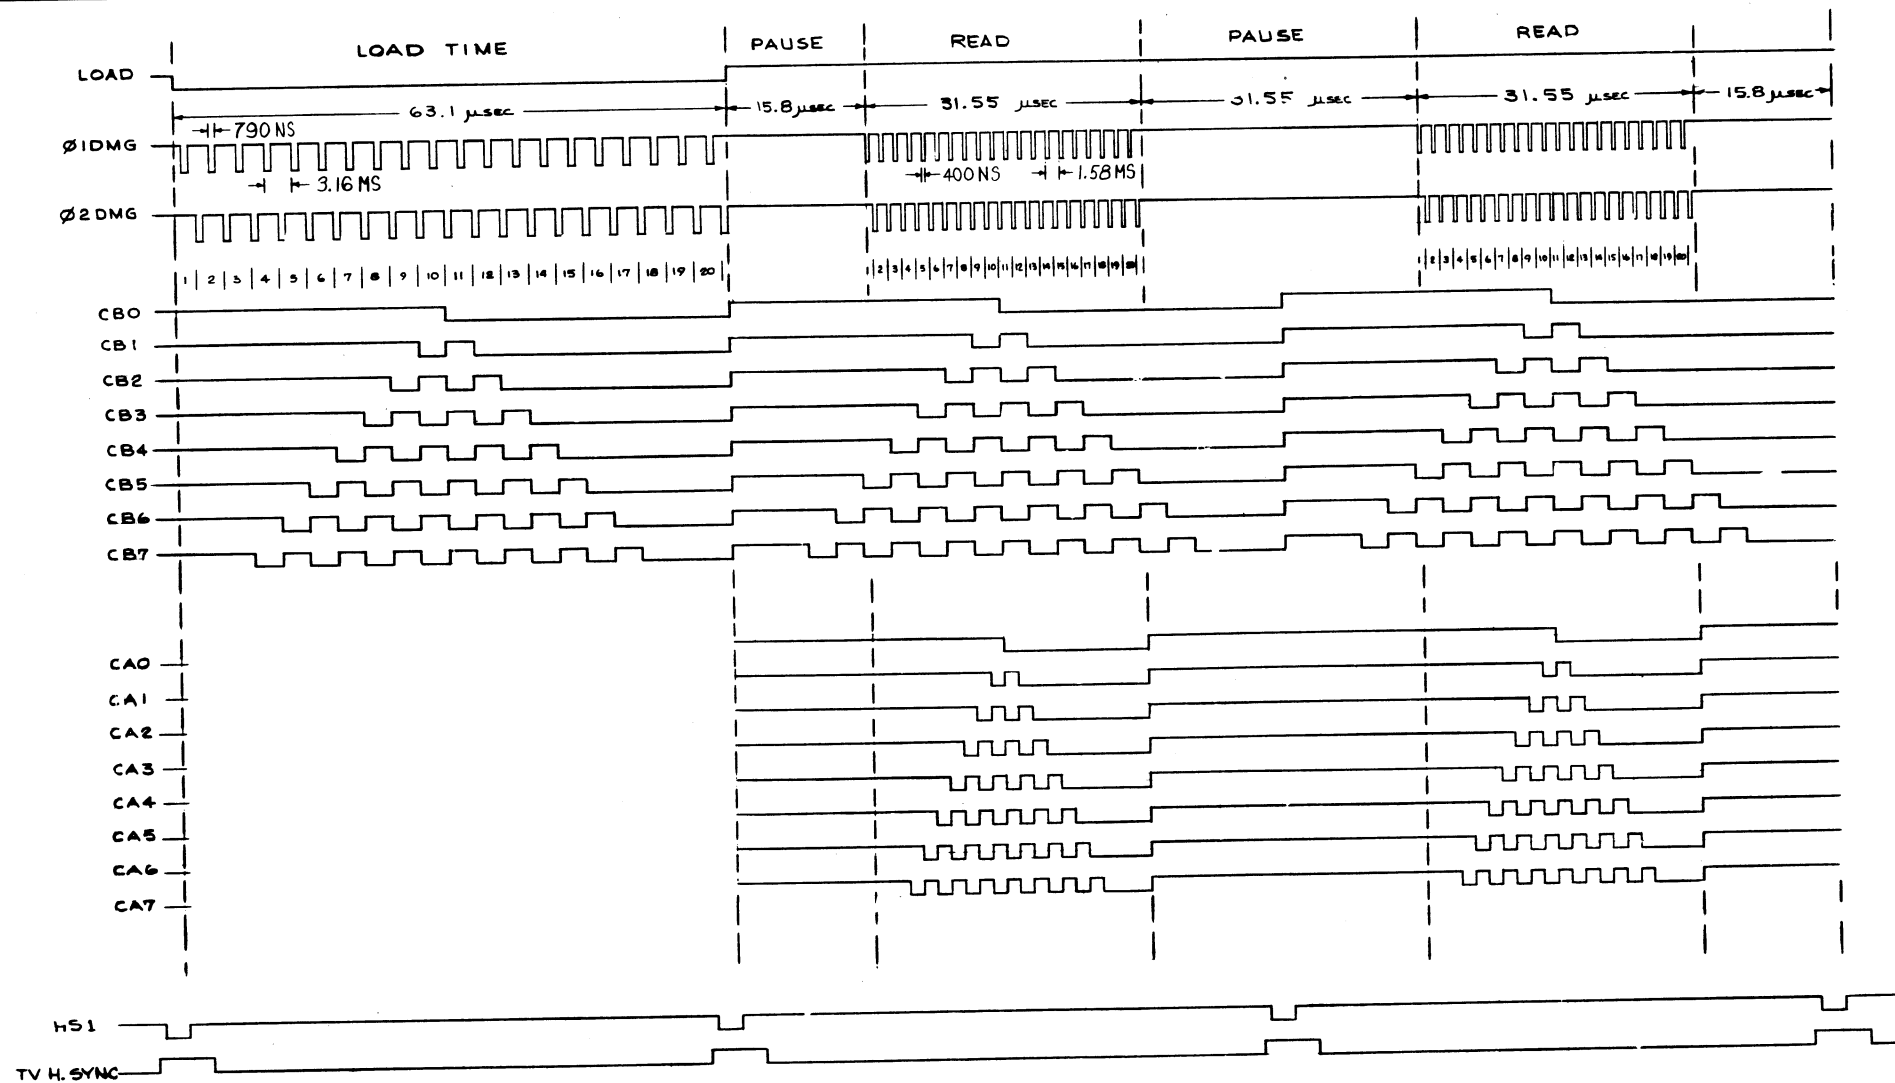 LOAD TIME PAUSE READ PAUSE READ
LOAD
63.1 µsec 15.8 µsec 31.55 µsec 31.55 µsec 31.55 µsec 15.8 µsec
790 NS
Ø1DMG
3.16 MS 400 NS 1.58 MS
Ø2DMG
1 2 3 4 5 6 7 8 9 10 11 12 13 14 15 16 17 18 19 20 1 2 3 4 5 6 7 8 9 10 11 12 13 14 15 16 17 18 19 20 1 2 3 4 5 6 7 8 9 10 11 12 13 14 15 16 17 18 19 20
CB0
CB1
CB2
CB3
CB4
CB5
CB6
CB7
CA0
CA1
CA2
CA3
CA4
CA5
CA6
CA7
HS1
TV H. SYNC